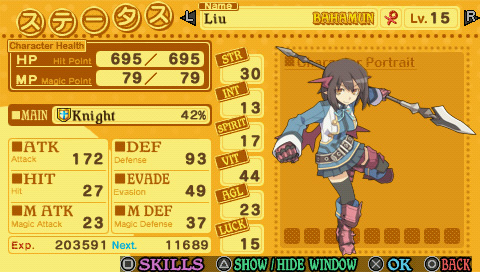 ステータス
L Name R
Liu BAHAMUN Lv. 15
Character Health
HP Hit Point 695 / 695
MP Magic Point 79 / 79
MAIN Knight 42%
ATK Attack 172
DEF Defense 93
HIT Hit 27
EVADE Evasion 49
M ATK Magic Attack 23
M DEF Magic Defense 37
Exp. 203591 Next. 11689
STR 30
INT 13
SPIRIT 17
VIT 44
AGL 23
LUCK 15
Character Portrait
SKILLS SHOW / HIDE WINDOW OK BACK